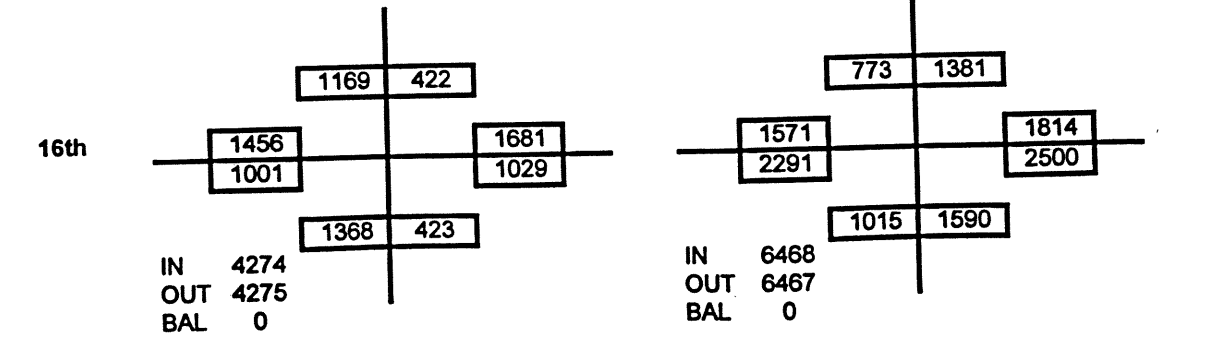 1169 422 773 1381
16th 1456 1681 1571 1814
1001 1029 2291 2500
1368 423 1015 1590
IN 4274 IN 6468
OUT 4275 OUT 6467
BAL 0 BAL 0